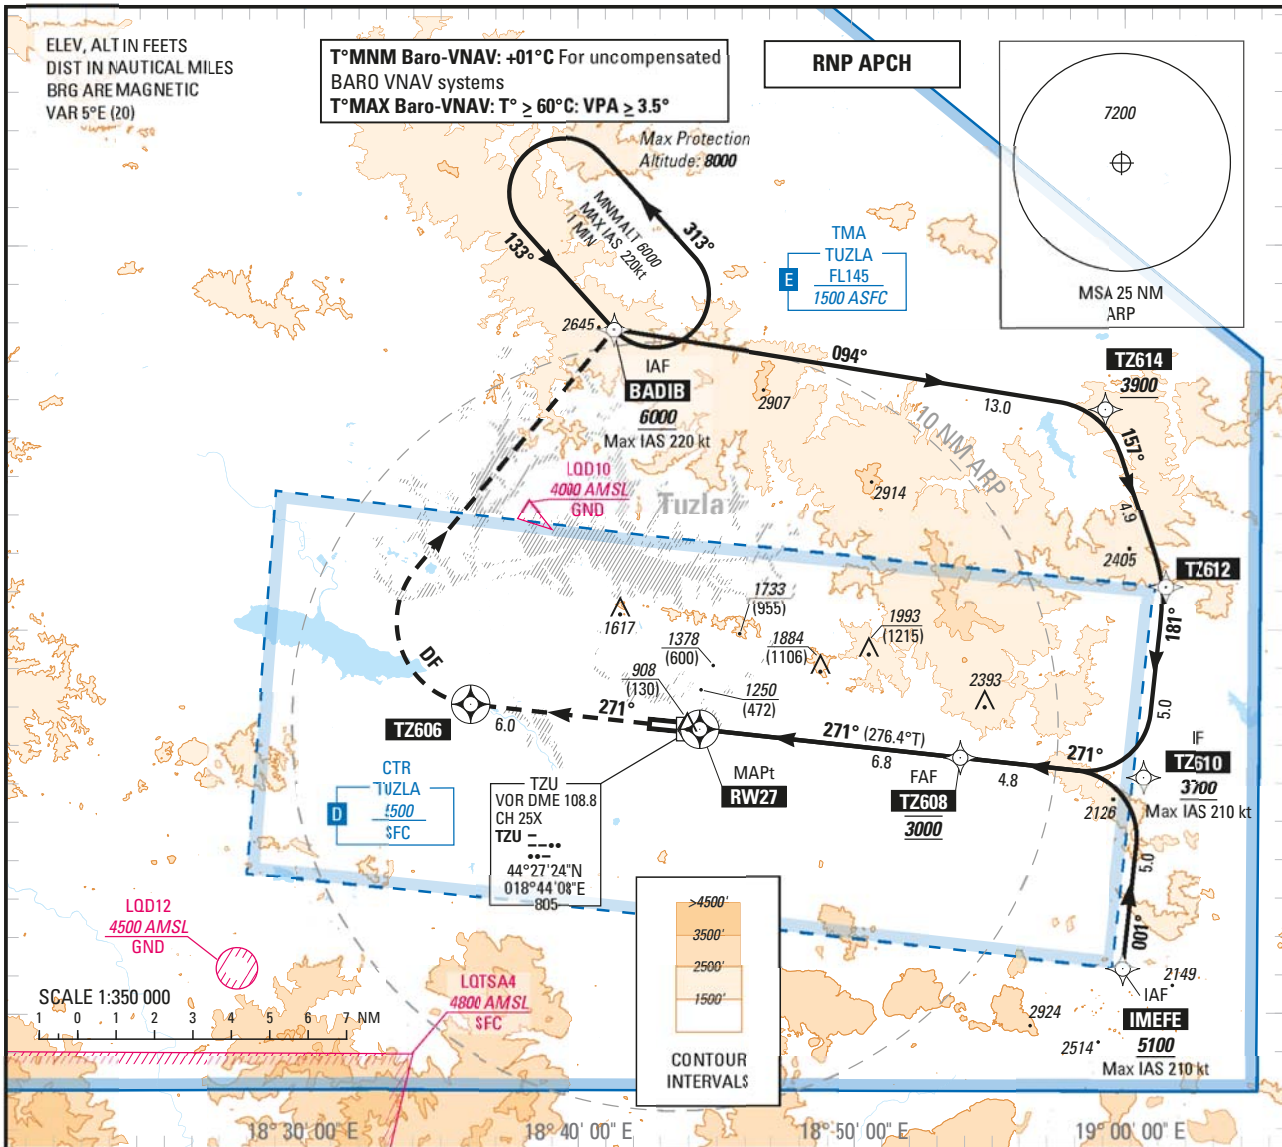 ELEV, ALT IN FEETS
DIST IN NAUTICAL MILES
BRG ARE MAGNETIC
VAR 5°E (20)
T°MNM Baro-VNAV: +01°C For uncompensated
BARO VNAV systems
T°MAX Baro-VNAV: T° ≥ 60°C: VPA ≥ 3.5°
RNP APCH
7200
MSA 25 NM
ARP
Max Protection
Altitude: 8000
MNM ALT 6000
MAX IAS 220kt
1 MIN
133°
313°
TMA
TUZLA
E
FL145
1500 ASFC
2645
IAF
BADIB
6000
Max IAS 220 kt
094°
13.0
2907
10 NM ARP
TZ614
3900
157°
4.9
2914
2405
TZ612
181°
5.0
LQD10
4000 AMSL
GND
Tuzla
1733
(955)
1617
1378
(600)
1884
(1106)
1993
(1215)
908
(130)
1250
(472)
2393
DF
TZ606
6.0
271°
271° (276.4°T)
6.8
MAPt
RW27
FAF
TZ608
3000
4.8
271°
IF
TZ610
3700
Max IAS 210 kt
2126
5.0
001°
CTR
TUZLA
D
4500
SFC
TZU
VOR DME 108.8
CH 25X
TZU
44°27'24"N
018°44'08"E
805
LQD12
4500 AMSL
GND
>4500'
3500'
2500'
1500'
CONTOUR
INTERVALS
2149
IAF
IMEFE
5100
Max IAS 210 kt
2924
2514
SCALE 1:350 000
1 0 1 2 3 4 5 6 7 NM
LQTSA4
4800 AMSL
SFC
18°30'00"E
18°40'00"E
18°50'00"E
19°00'00"E